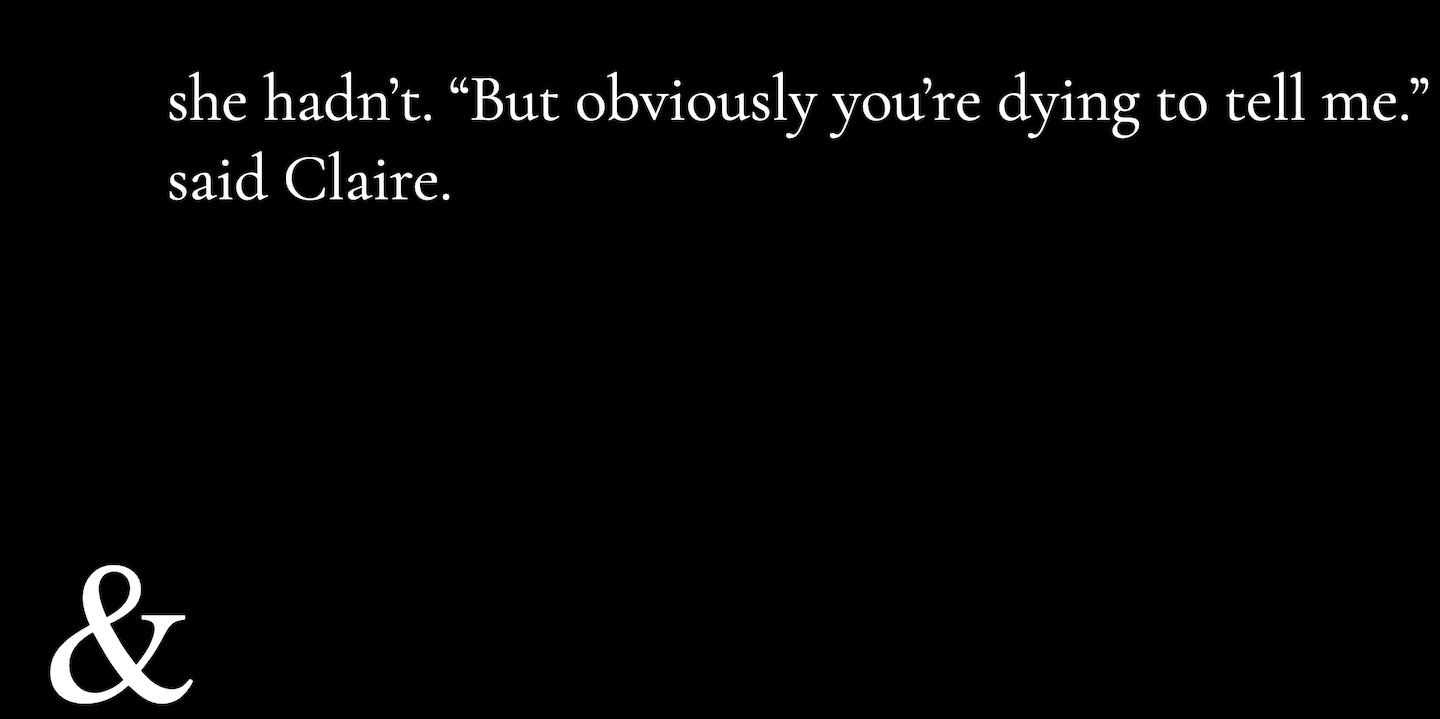 she hadn’t. “But obviously you’re dying to tell me.”
said Claire.
&